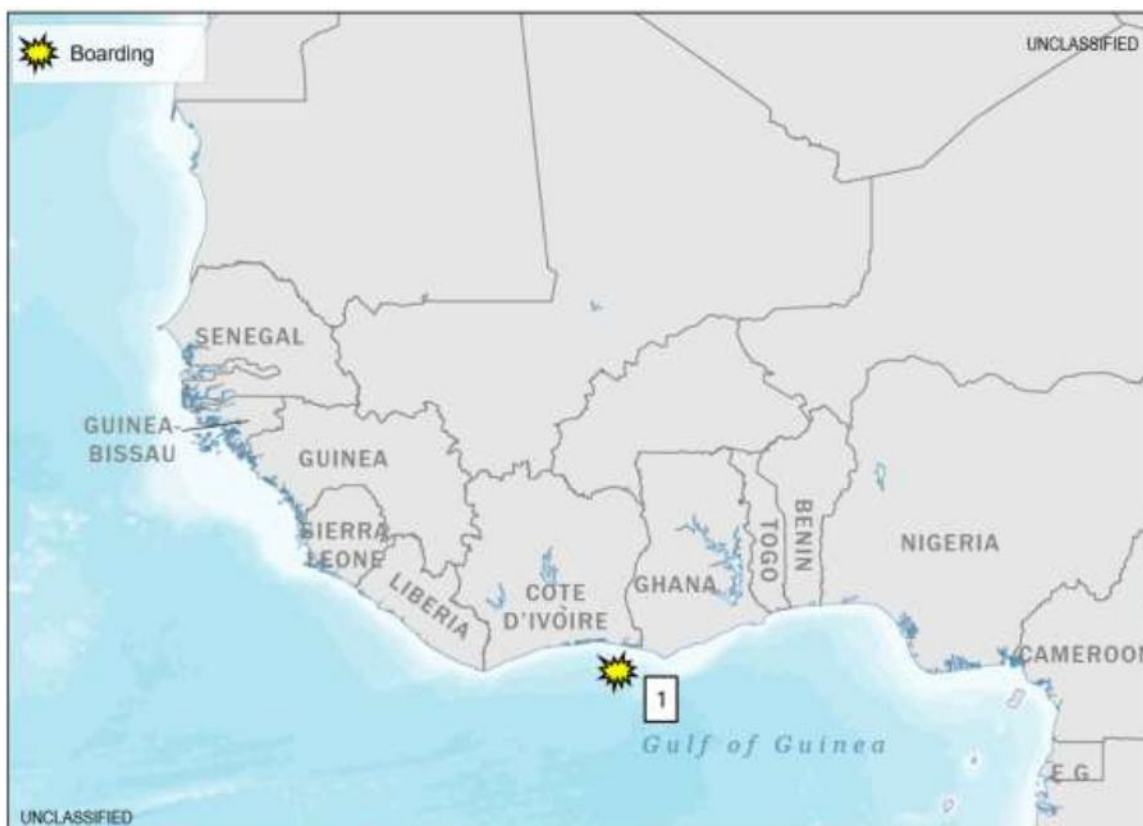 Boarding
UNCLASSIFIED
SENEGAL
GUINEA-
BISSAU
GUINEA
SIERRA
LEONE
LIBERIA
COTE
D'IVOIRE
GHANA
TOGO
BENIN
NIGERIA
CAMEROON
1
Gulf of Guinea
E.G.
UNCLASSIFIED